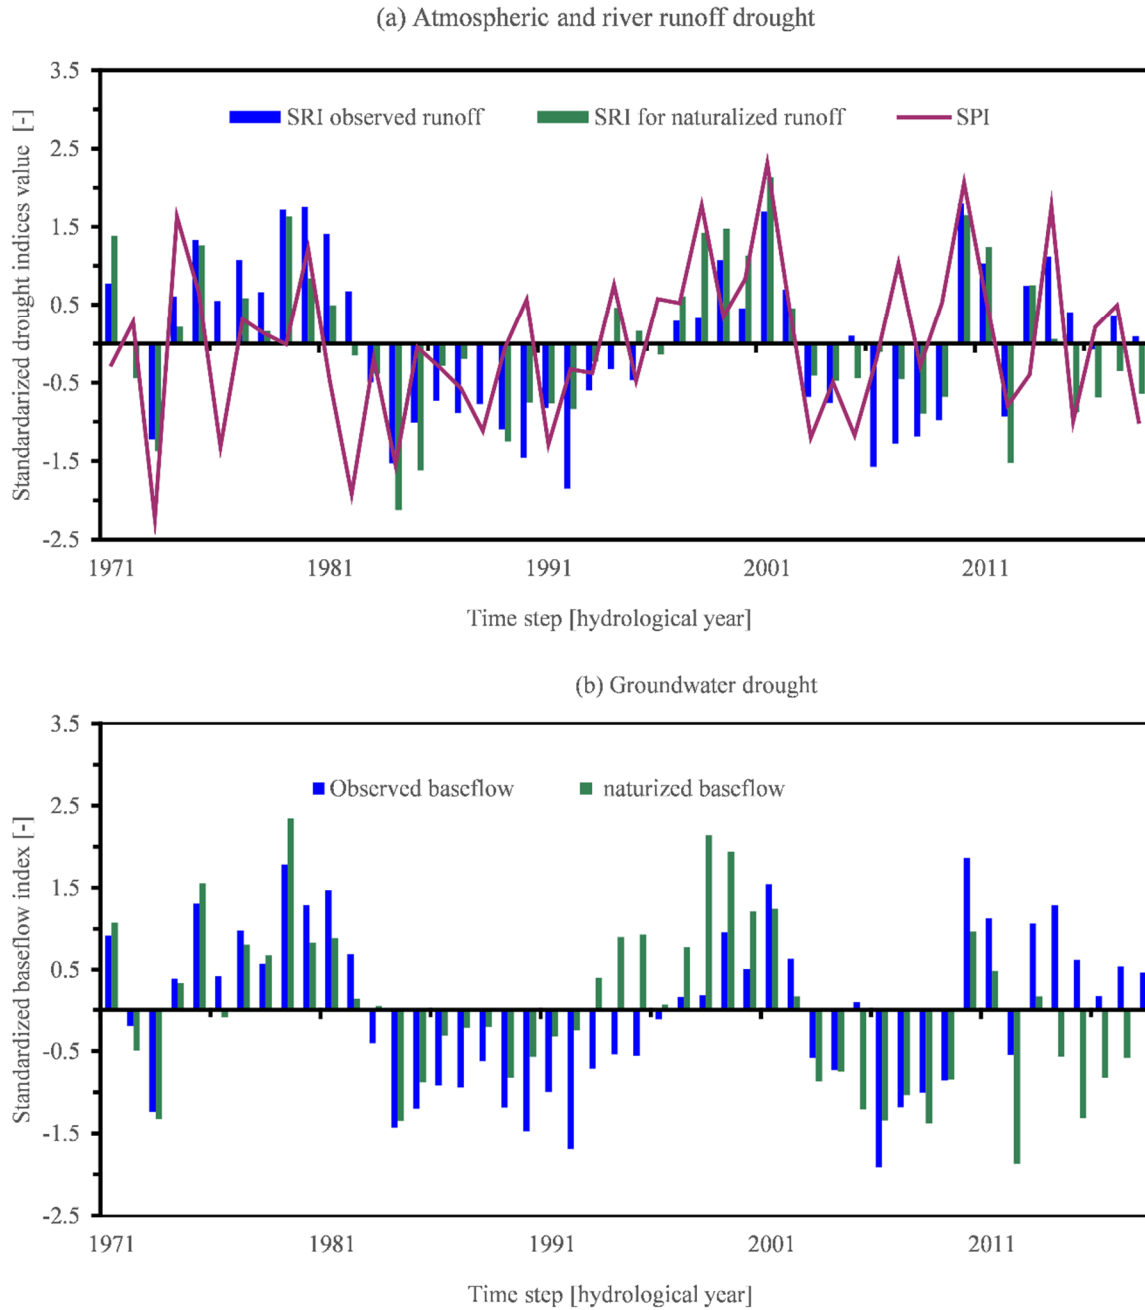 (a) Atmospheric and river runoff drought
3.5
SRI observed runoff SRI for naturalized runoff SPI
2.5
1.5
0.5
-0.5
-1.5
-2.5
Standardarized drought indices value [-]
1971 1981 1991 2001 2011
Time step [hydrological year]
(b) Groundwater drought
3.5
Observed baseflow naturized baseflow
2.5
1.5
0.5
-0.5
-1.5
-2.5
Standardized baseflow index [-]
1971 1981 1991 2001 2011
Time step [hydrological year]